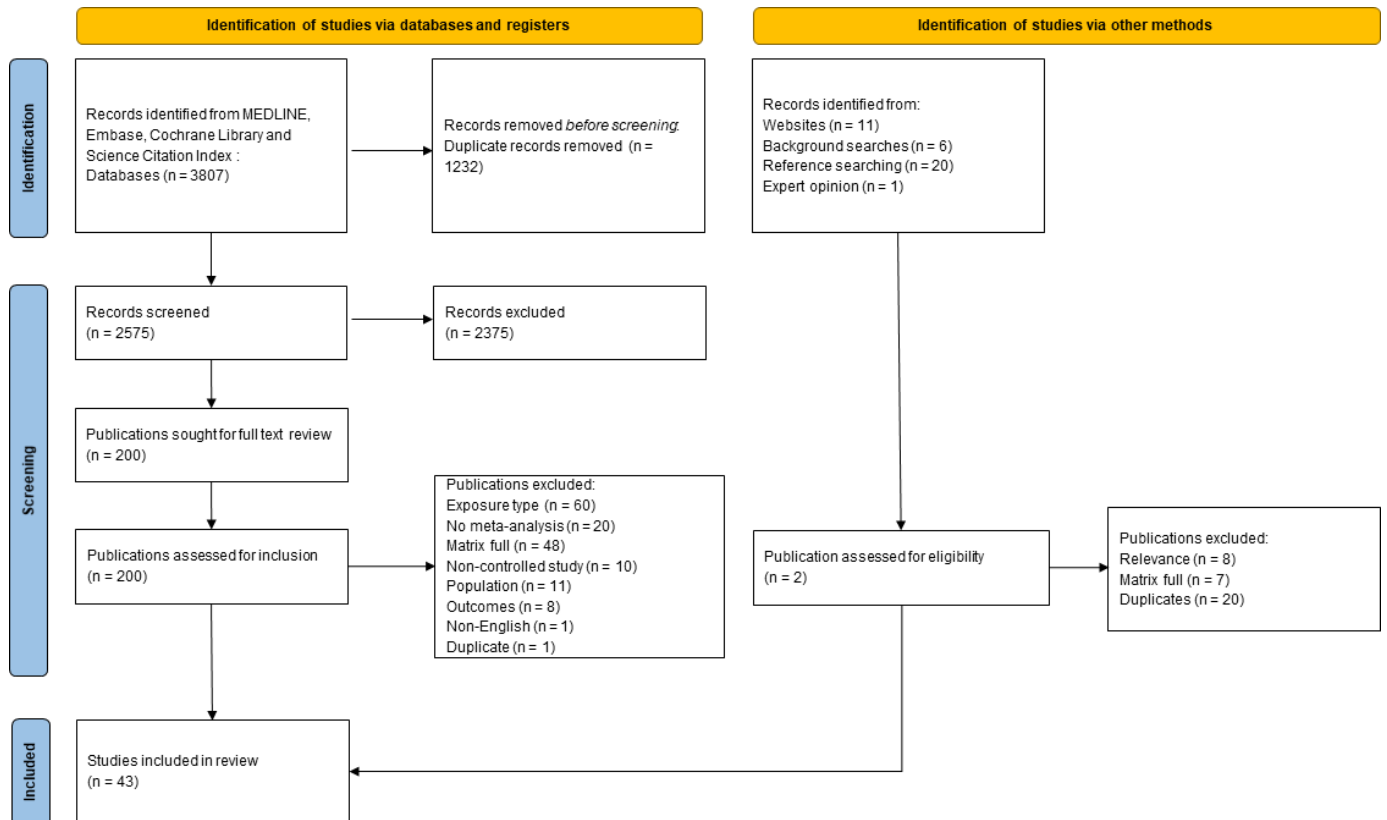 Identification of studies via databases and registers
Identification of studies via other methods
Identification
Records identified from MEDLINE,
Embase, Cochrane Library and
Science Citation Index :
Databases (n = 3807)
Records removed before screening:
Duplicate records removed (n =
1232)
Records identified from:
Websites (n = 11)
Background searches (n = 6)
Reference searching (n = 20)
Expert opinion (n = 1)
Screening
Records screened
(n = 2575)
Records excluded
(n = 2375)
Publications sought for full text review
(n = 200)
Publications assessed for inclusion
(n = 200)
Publications excluded:
Exposure type (n = 60)
No meta-analysis (n = 20)
Matrix full (n = 48)
Non-controlled study (n = 10)
Population (n = 11)
Outcomes (n = 8)
Non-English (n = 1)
Duplicate (n = 1)
Publication assessed for eligibility
(n = 2)
Publications excluded:
Relevance (n = 8)
Matrix full (n = 7)
Duplicates (n = 20)
Included
Studies included in review
(n = 43)